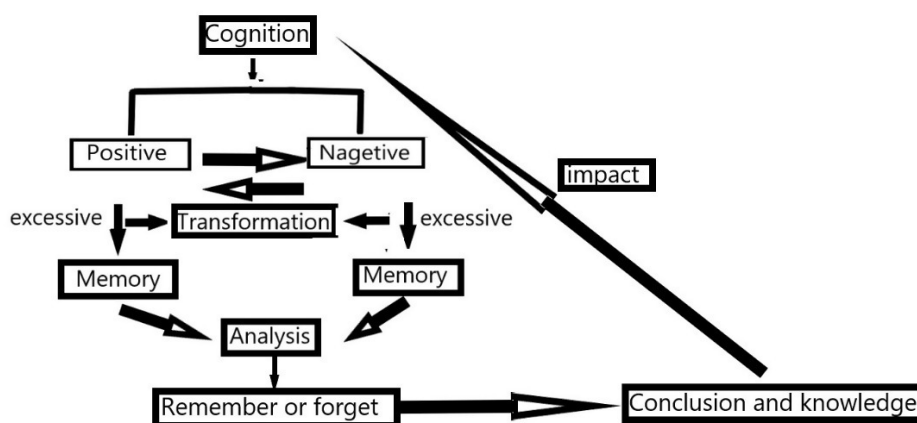 Cognition
Positive
Nagetive
impact
excessive
Transformation
excessive
Memory
Memory
Analysis
Remember or forget
Conclusion and knowledge